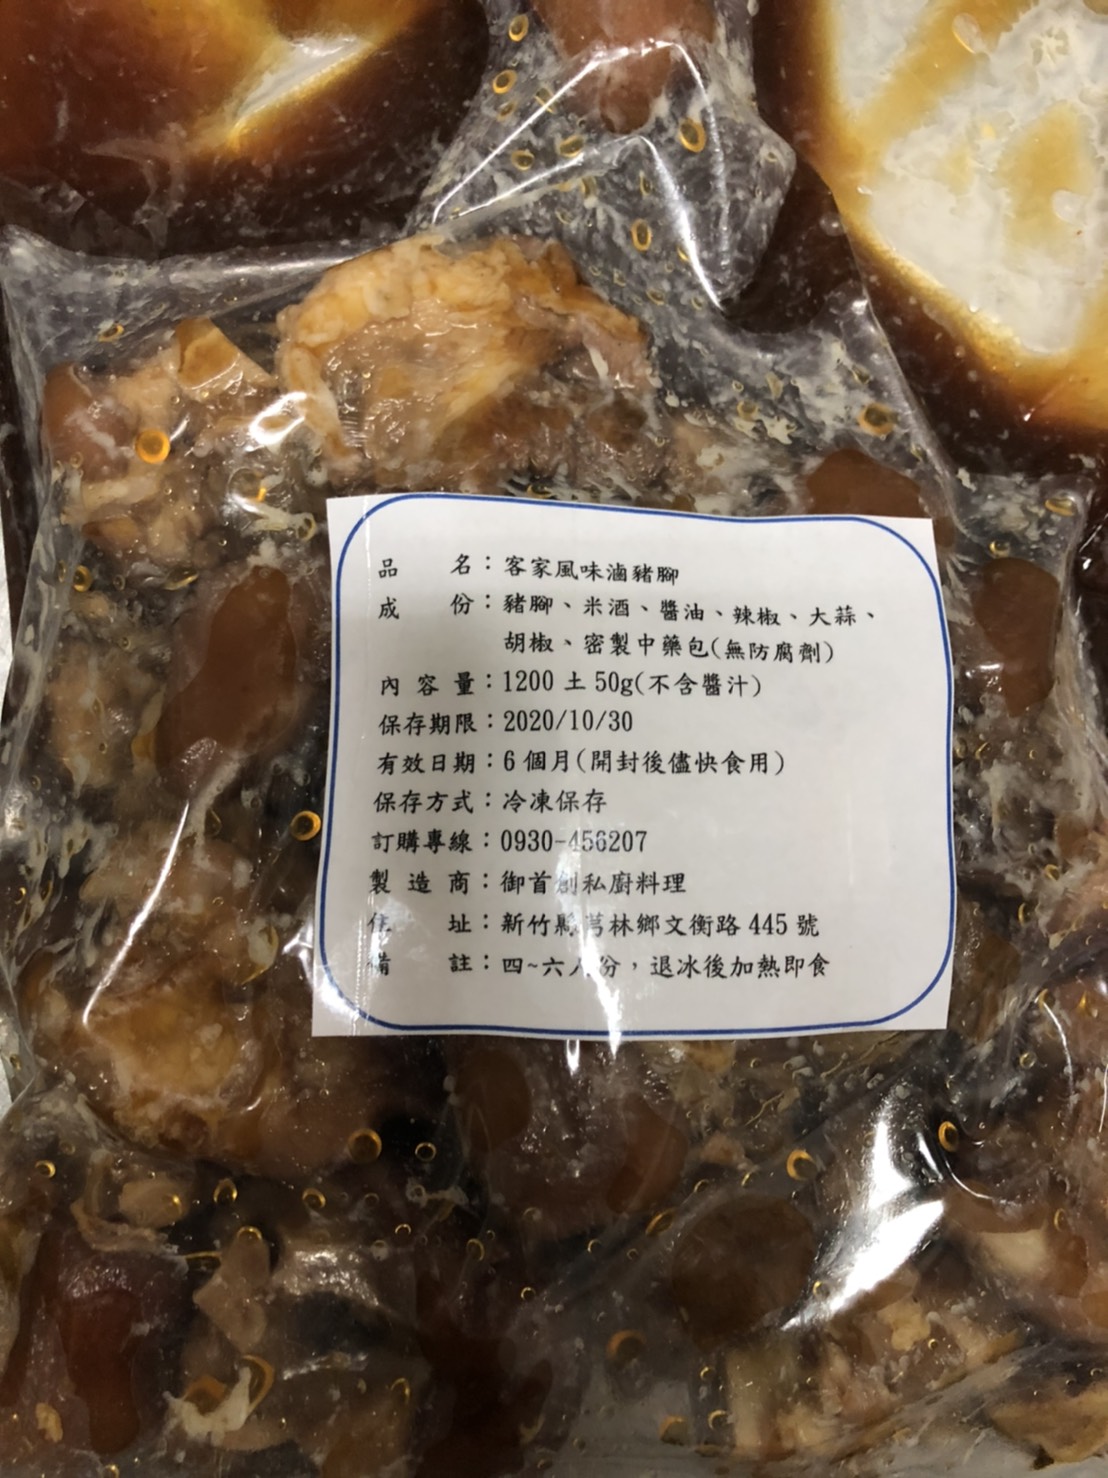 品　　名：客家風味滷豬腳
成　　份：豬腳、米酒、醬油、辣椒、大蒜、
胡椒、密製中藥包(無防腐劑)
內 容 量：1200 土 50g(不含醬汁)
保存期限：2020/10/30
有效日期：6 個月(開封後儘快食用)
保存方式：冷凍保存
訂購專線：0930-456207
製 造 商：御首創私廚料理
住　　址：新竹縣芎林鄉文衡路 445 號
備　　註：四~六人份，退冰後加熱即食